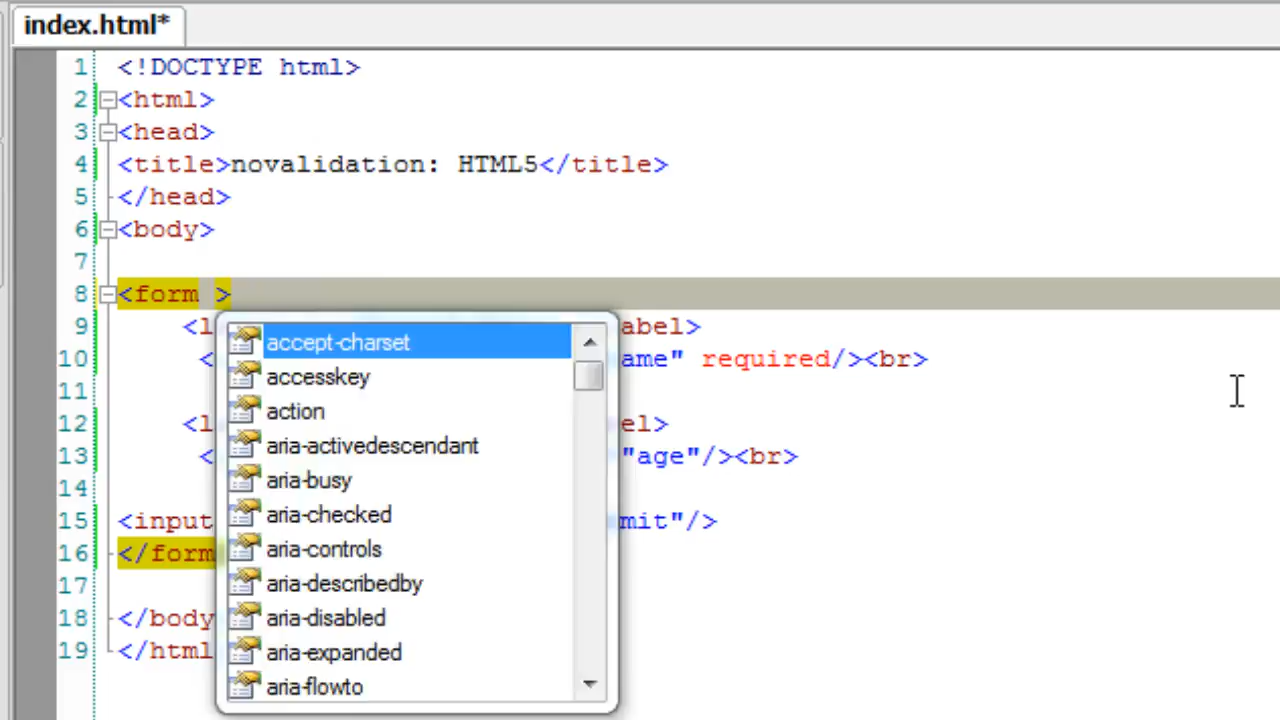 index.html*
1 <!DOCTYPE html>
2 <html>
3 <head>
4 <title>novalidation: HTML5</title>
5 </head>
6 <body>
7
8 <form >
9 <l abel>
10 < ame" required/><br>
11
12 <l el>
13 < "age"/><br>
14
15 <input mit"/>
16 </form
17
18 </body
19 </html
accept-charset
accesskey
action
aria-activedescendant
aria-busy
aria-checked
aria-controls
aria-describedby
aria-disabled
aria-expanded
aria-flowto